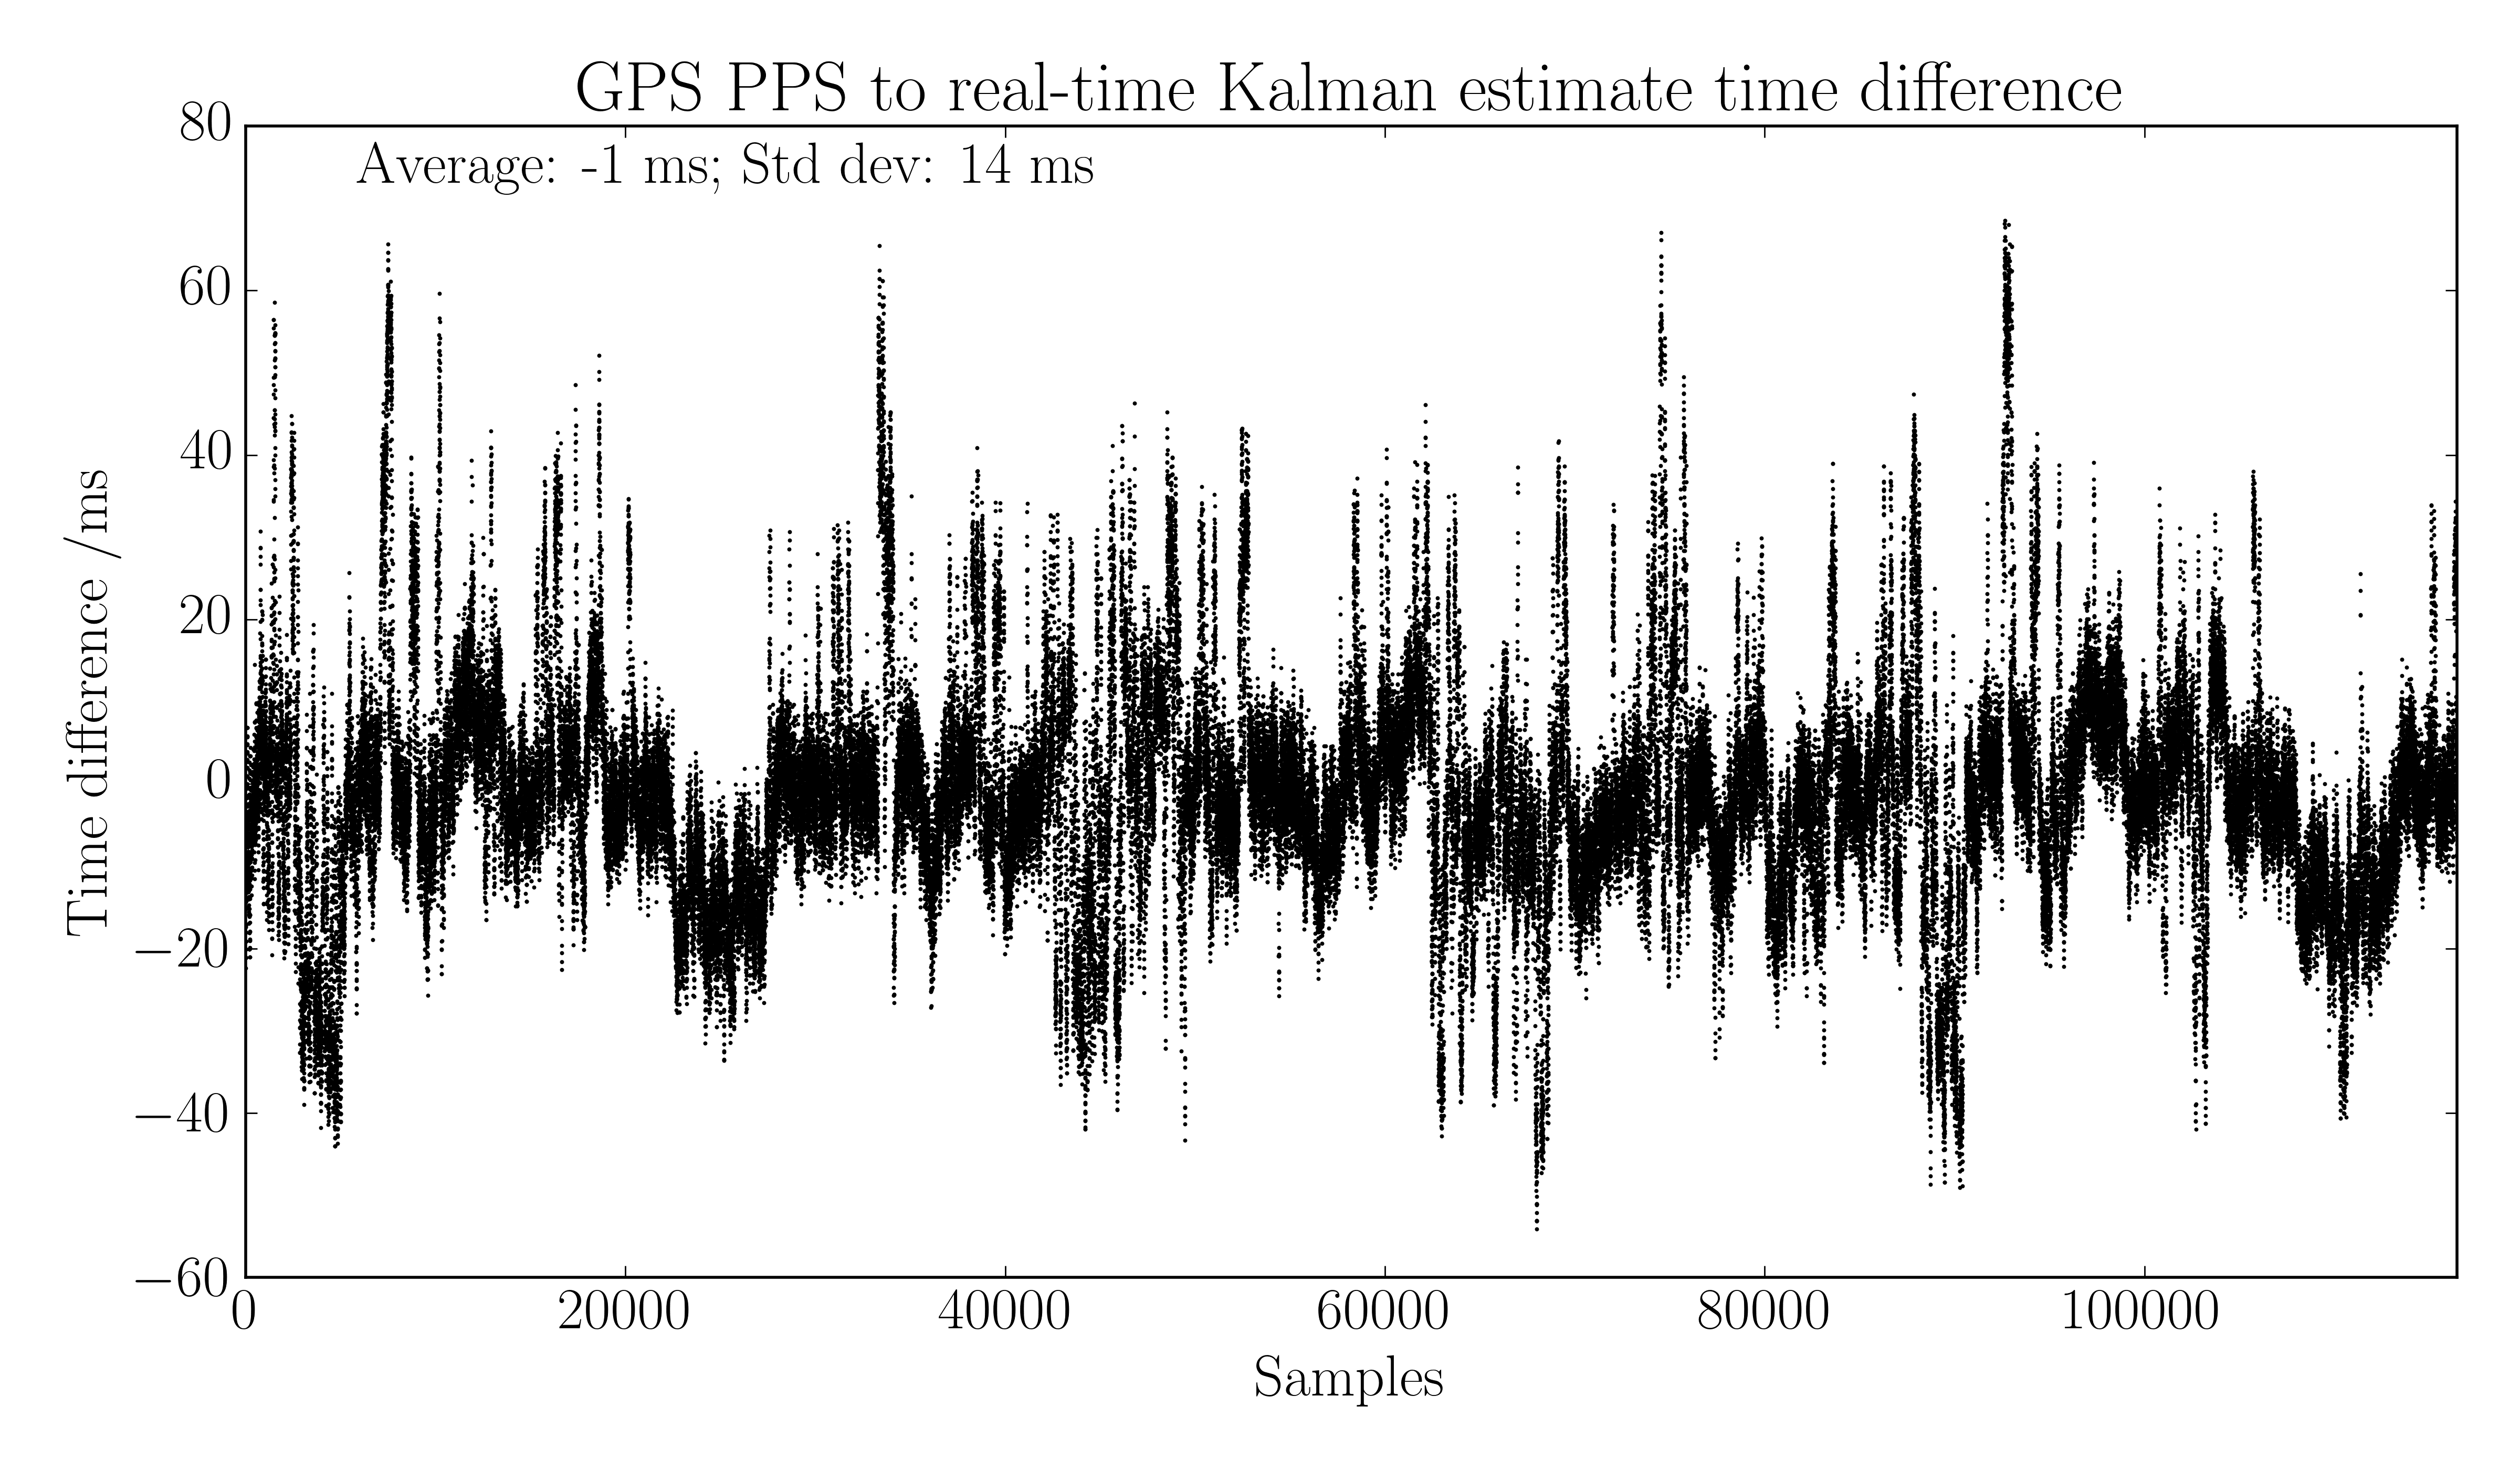 GPS PPS to real-time Kalman estimate time difference
80
Average: -1 ms; Std dev: 14 ms
60
40
20
0
−20
−40
−60
Time difference /ms
0 20000 40000 60000 80000 100000
Samples